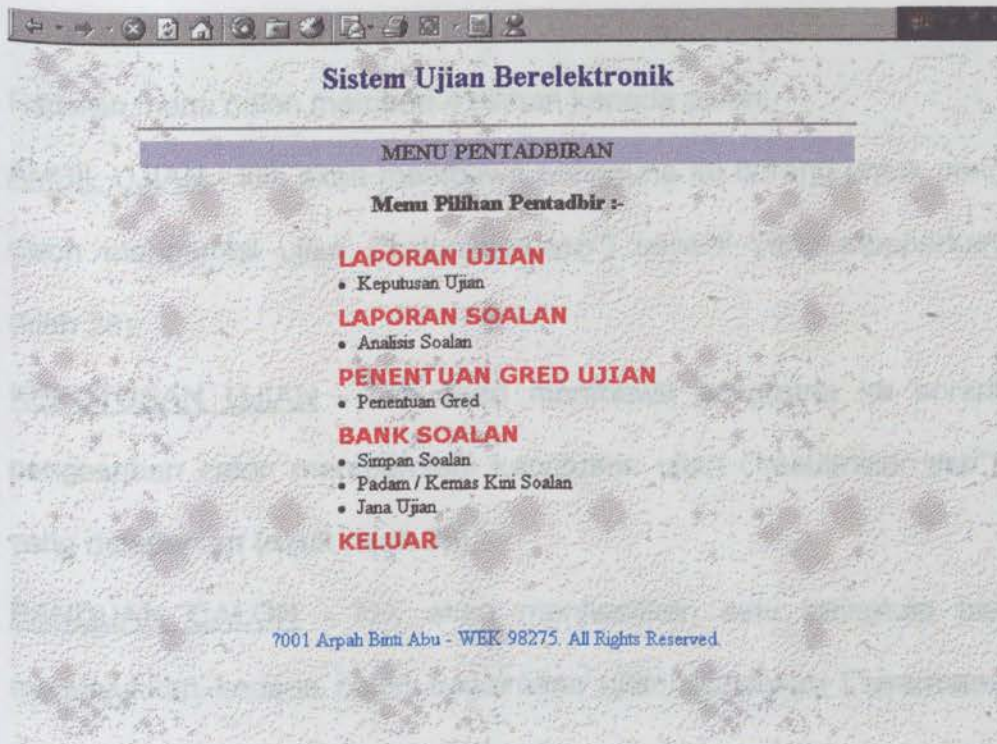 Sistem Ujian Berelektronik
MENU PENTADBIRAN
Menu Pilihan Pentadbir :-
LAPORAN UJIAN
• Keputusan Ujian
LAPORAN SOALAN
• Analisis Soalan
PENENTUAN GRED UJIAN
• Penentuan Gred
BANK SOALAN
• Simpan Soalan
• Padam / Kemas Kini Soalan
• Jana Ujian
KELUAR
?001 Arpah Binti Abu - WEK 98275. All Rights Reserved.